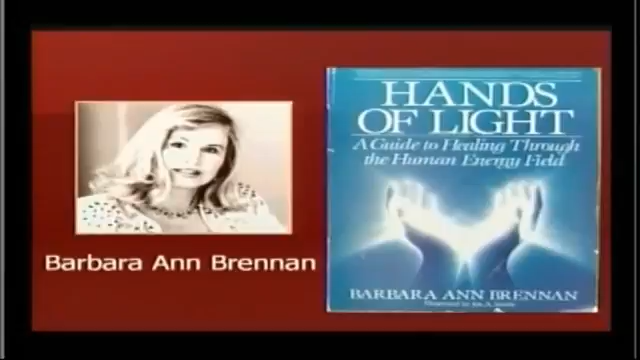 Barbara Ann Brennan
HANDS
OF LIGHT
A Guide to Healing Through
the Human Energy Field
BARBARA ANN BRENNAN